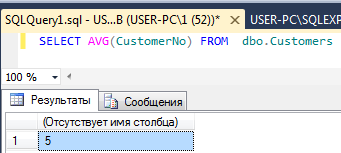 SQLQuery1.sql - US...B (USER-PC\1 (52))* USER-PC\SQLEXP
SELECT AVG(CustomerNo) FROM dbo.Customers
100 %
Результаты Сообщения
(Отсутствует имя столбца)
1 5